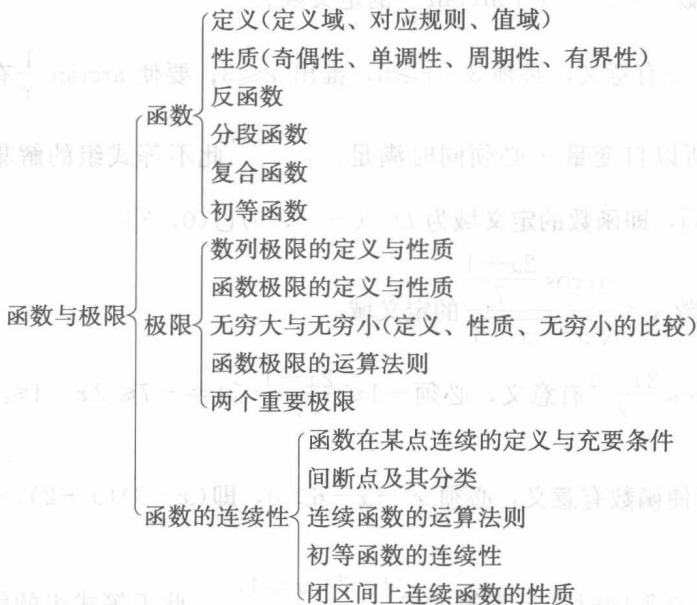 定义(定义域、对应规则、值域)
性质(奇偶性、单调性、周期性、有界性)
反函数
函数
分段函数
复合函数
初等函数
数列极限的定义与性质
函数极限的定义与性质
函数与极限
极限
无穷大与无穷小(定义、性质、无穷小的比较)
函数极限的运算法则
两个重要极限
函数在某点连续的定义与充要条件
间断点及其分类
函数的连续性
连续函数的运算法则
初等函数的连续性
闭区间上连续函数的性质